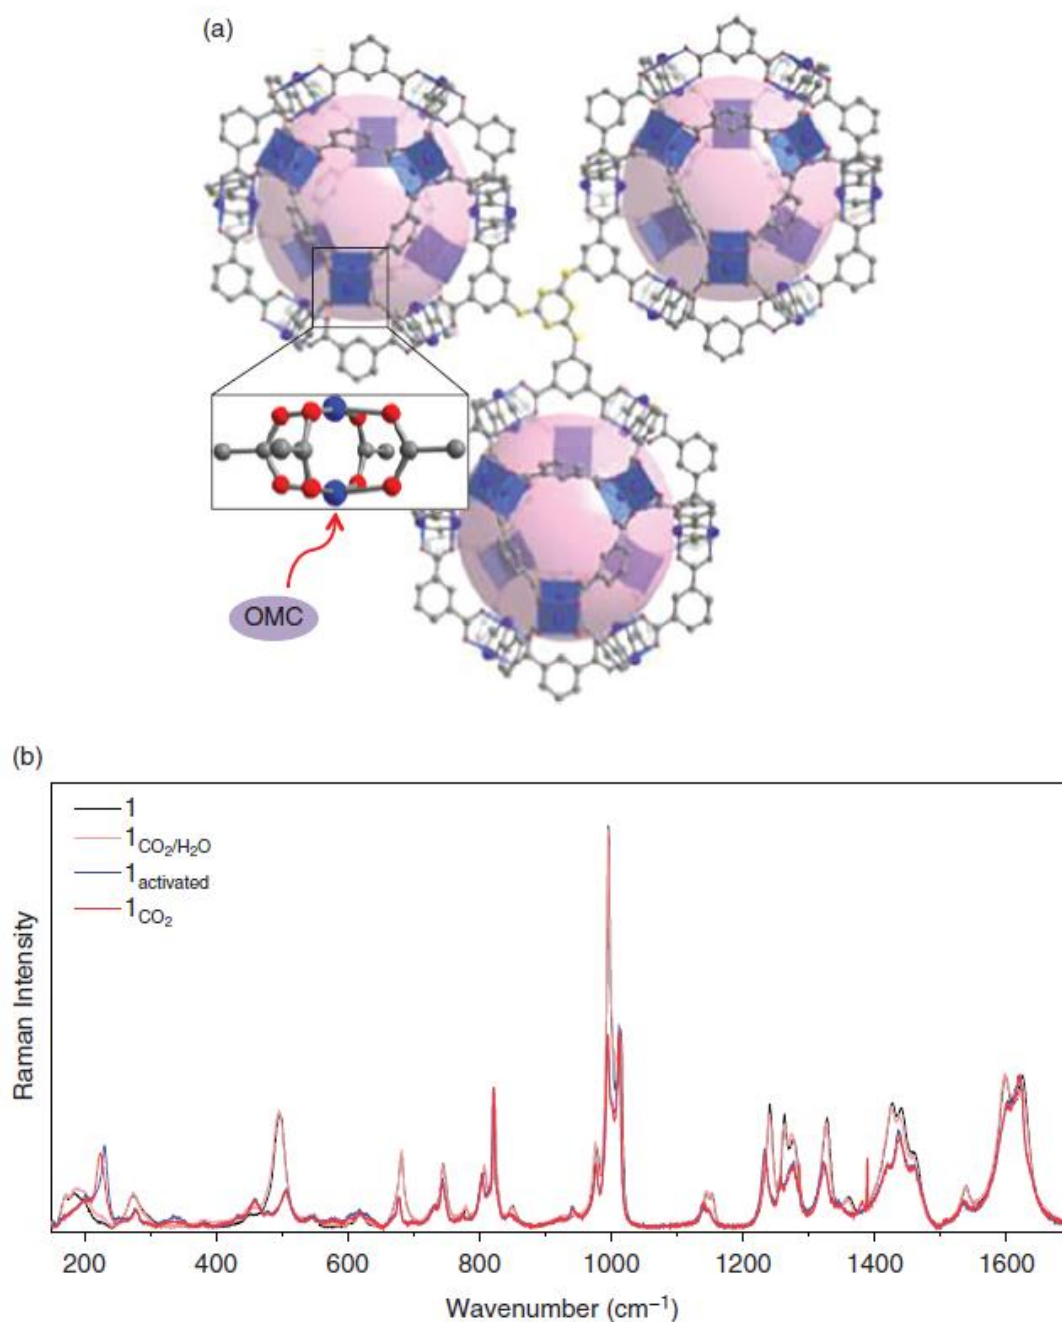 (a)
OMC
(b)
1
1CO2/H2O
1activated
1CO2
Raman Intensity
200 400 600 800 1000 1200 1400 1600
Wavenumber (cm−1)